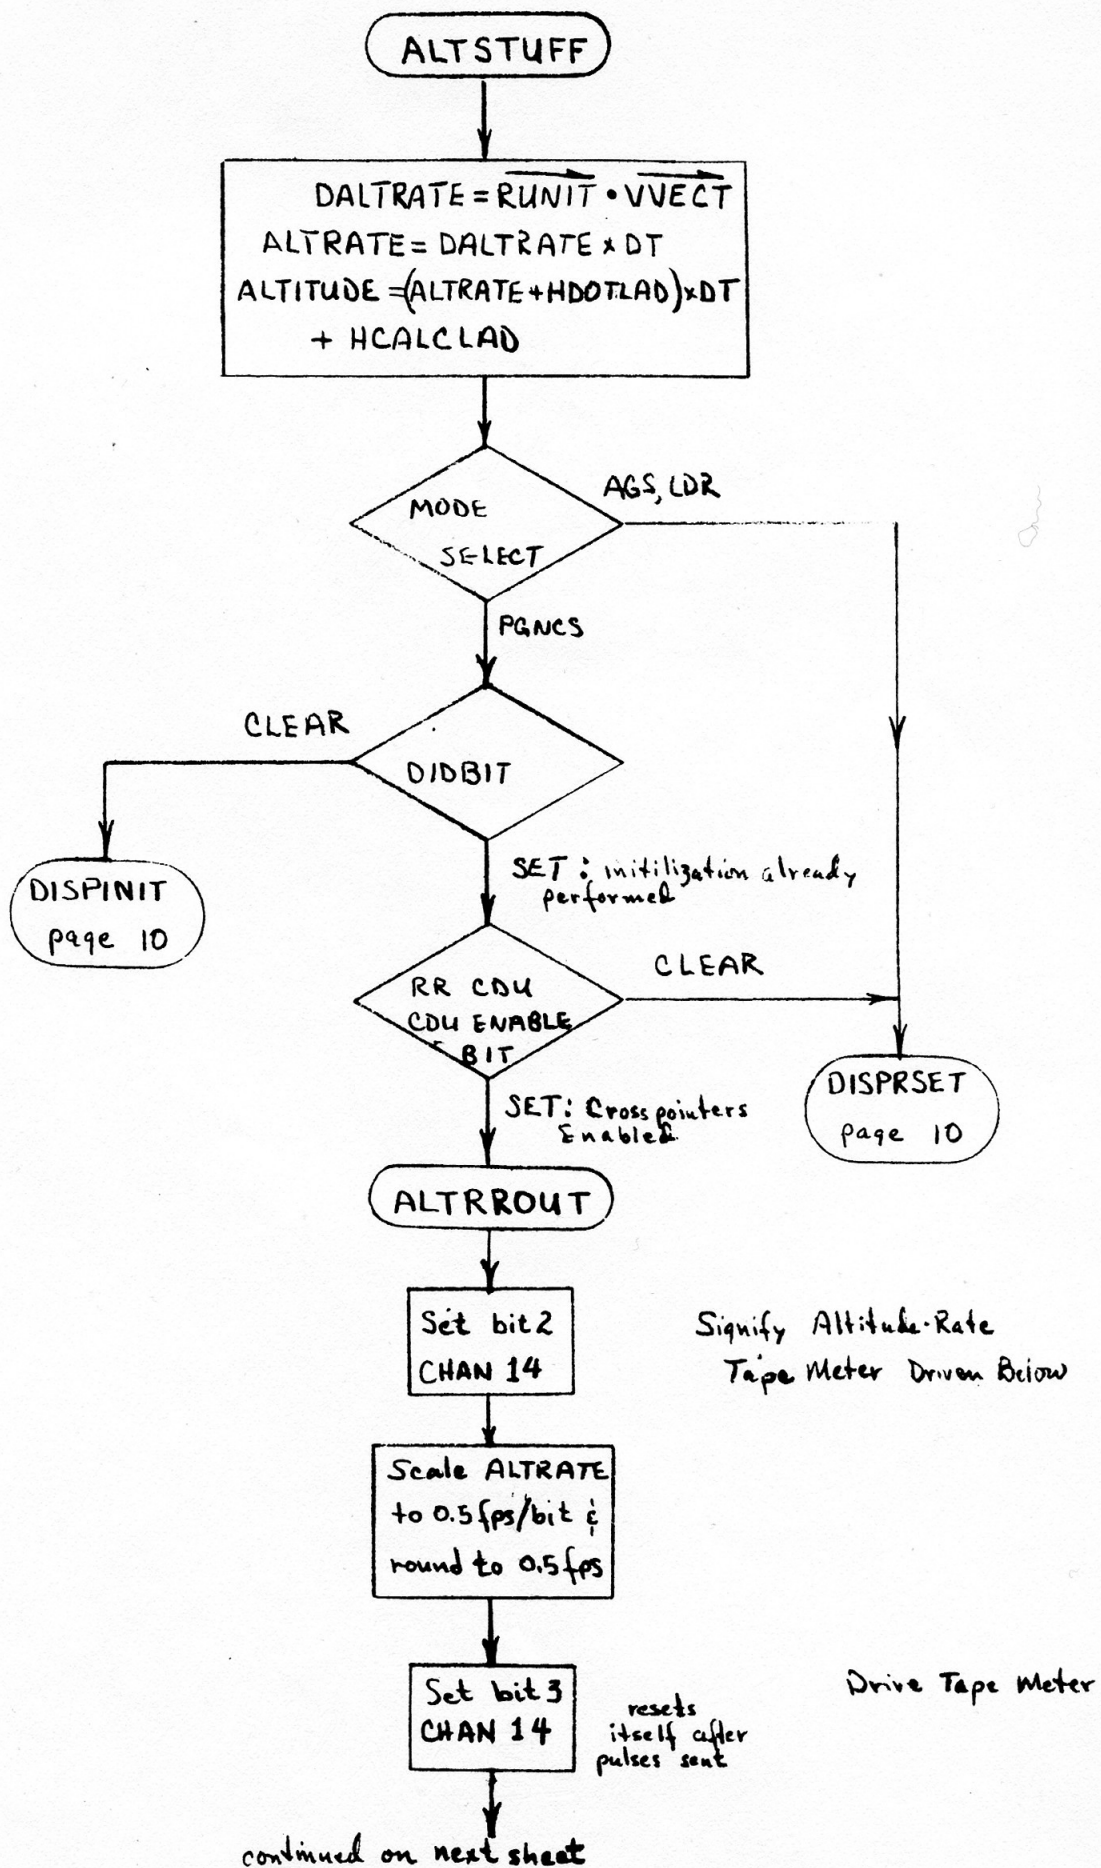 ALTSTUFF
DALTRATE = RUNIT • VVECT
ALTRATE = DALTRATE x DT
ALTITUDE = (ALTRATE + HDOTLAD) x DT
+ HCALCLAD
MODE
SELECT
AGS, LDR
PGNCS
DIDBIT
CLEAR
DISPINIT
page 10
SET: initilization already
performed
RR CDU
CDU ENABLE
BIT
CLEAR
DISPRSET
page 10
SET: Cross pointers
Enabled
ALTRROUT
Set bit 2
CHAN 14
Signify Altitude-Rate
Tape Meter Driven Below
Scale ALTRATE
to 0.5 fps/bit &
round to 0.5 fps
Set bit 3
CHAN 14
resets
itself after
pulses sent
Drive Tape Meter
continued on next sheet